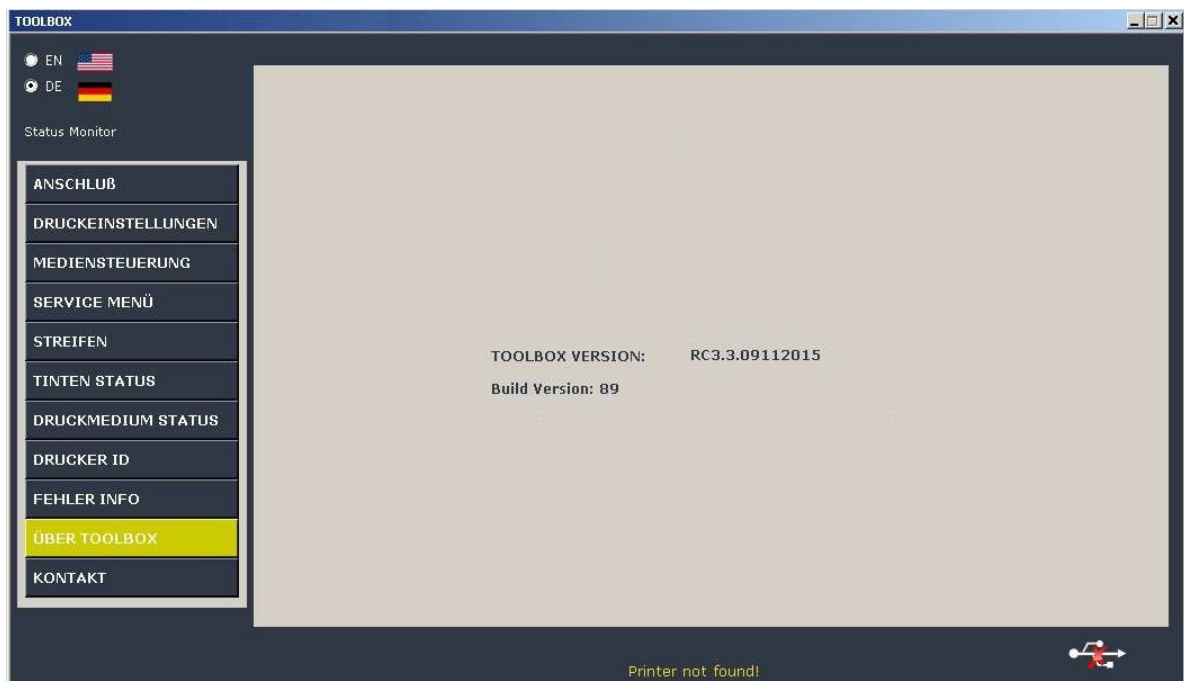 TOOLBOX
EN
DE
Status Monitor
ANSCHLUß
DRUCKEINSTELLUNGEN
MEDIENSTEUERUNG
SERVICE MENÜ
STREIFEN
TINTEN STATUS
DRUCKMEDIUM STATUS
DRUCKER ID
FEHLER INFO
ÜBER TOOLBOX
KONTAKT
TOOLBOX VERSION: RC3.3.09112015
Build Version: 89
Printer not found!